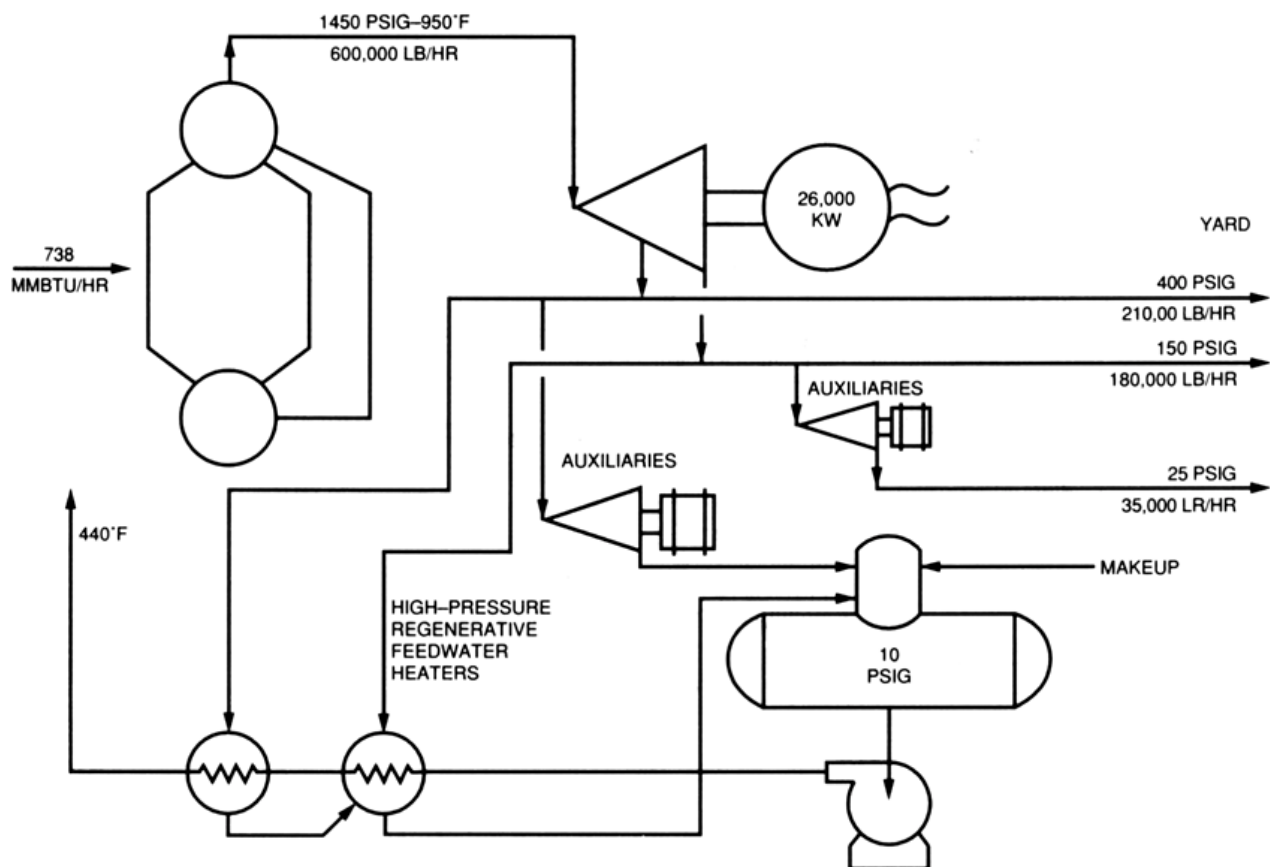 1450 PSIG–950°F
600,000 LB/HR
26,000
KW
YARD
738
MMBTU/HR
400 PSIG
210,00 LB/HR
150 PSIG
180,000 LB/HR
AUXILIARIES
AUXILIARIES
25 PSIG
35,000 LR/HR
440°F
MAKEUP
HIGH–PRESSURE
REGENERATIVE
FEEDWATER
HEATERS
10
PSIG